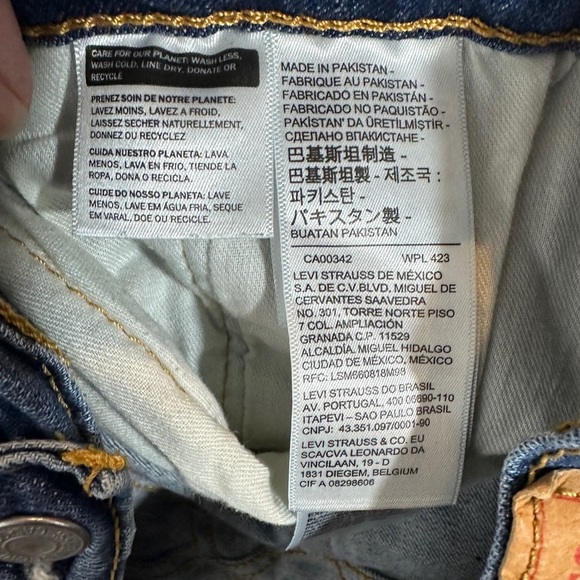 CARE FOR OUR PLANET: WASH LESS,
WASH COLD, LINE DRY, DONATE OR
RECYCLE
PRENEZ SOIN DE NOTRE PLANETE:
LAVEZ MOINS, LAVEZ A FROID,
LAISSEZ SECHER NATURELLEMENT,
DONNEZ OU RECYCLEZ
CUIDA NUESTRO PLANETA: LAVA
MENOS, LAVA EN FRIO, TIENDE LA
ROPA, DONA O RECICLA.
CUIDE DO NOSSO PLANETA: LAVE
MENOS, LAVE EM ÁGUA FRIA, SEQUE
EM VARAL, DOE OU RECICLE.
MADE IN PAKISTAN -
FABRIQUE AU PAKISTAN -
FABRICADO EN PAKISTÁN -
FABRICADO NO PAQUISTÃO -
PAKİSTAN' DA ÜRETİLMİŞTİR -
СДЕЛАНО ВПАКИСТАНЕ -
巴基斯坦制造 -
巴基斯坦製 - 제조국 :
파키스탄 -
パキスタン製 -
BUATAN PAKISTAN
CA00342 WPL 423
LEVI STRAUSS DE MÉXICO
S.A. DE C.V.BLVD. MIGUEL DE
CERVANTES SAAVEDRA
NO. 301, TORRE NORTE PISO
7 COL. AMPLIACIÓN
GRANADA C.P. 11529
ALCALDÍA. MIGUEL HIDALGO
CIUDAD DE MÉXICO, MÉXICO
RFC: LSM660818M98
LEVI STRAUSS DO BRASIL
AV. PORTUGAL, 400 06690-110
ITAPEVI – SAO PAULO BRASIL
CNPJ: 43.351.097/0001-90
LEVI STRAUSS & CO. EU
SCA/CVA LEONARDO DA
VINCILAAN, 19 - D
1831 DIEGEM, BELGIUM
CIF A 08298606